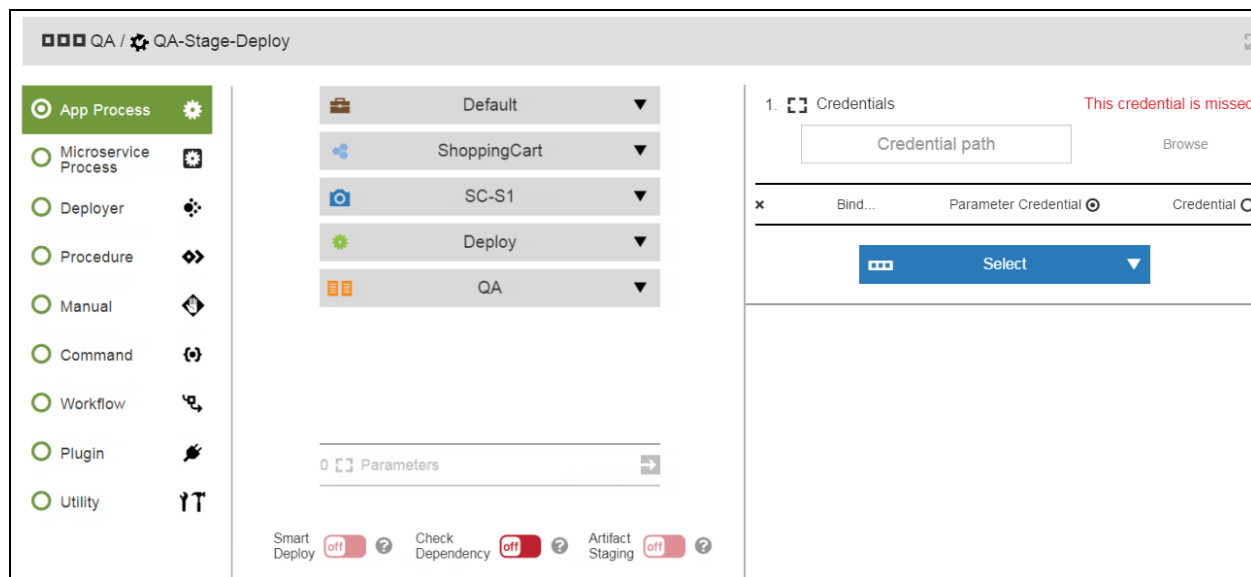 QA / QA-Stage-Deploy
App Process
Microservice
Process
Deployer
Procedure
Manual
Command
Workflow
Plugin
Utility
Default
ShoppingCart
SC-S1
Deploy
QA
0 Parameters
Smart
Deploy
off
?
Check
Dependency
off
?
Artifact
Staging
off
?
1. Credentials
This credential is missed
Credential path
Browse
× Bind... Parameter Credential Credential
Select